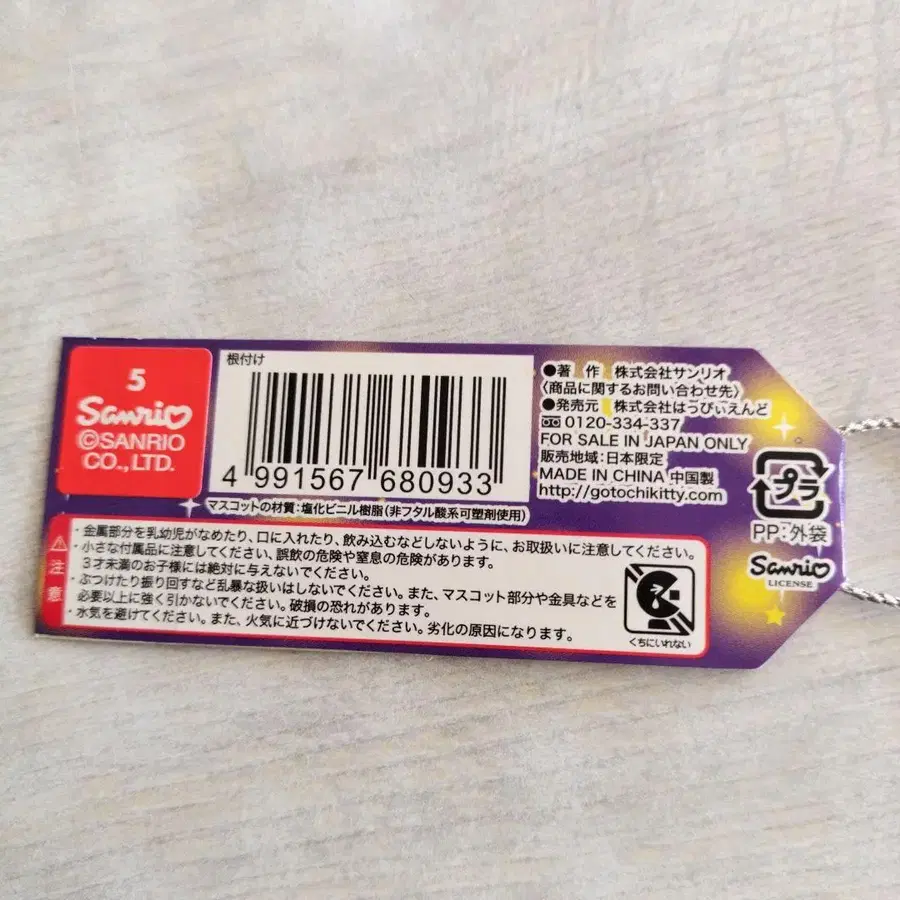 5
Sanrio
©SANRIO
CO., LTD.
根付け
4 991567 680933
マスコットの材質：塩化ビニル樹脂（非フタル酸系可塑剤使用）
●著 作 株式会社サンリオ
〈商品に関するお問い合わせ先〉
●発売元 株式会社はっぴぃえんど
0120-334-337
FOR SALE IN JAPAN ONLY
販売地域：日本限定
MADE IN CHINA 中国製
http://gotochikitty.com
プラ
PP：外袋
Sanrio
LICENSE
注意
・金属部分を乳幼児がなめたり、口に入れたり、飲み込むなどしないように、お取扱いに注意してください。
・小さな付属品に注意してください、誤飲の危険や窒息の危険があります。
3才未満のお子様には絶対に与えないでください。
・ぶつけたり振り回すなど乱暴な扱いはしないでください。また、マスコット部分や金具などを
必要以上に強く引かないでください。破損の恐れがあります。
・水気を避けてください。また、火気に近づけないでください。劣化の原因になります。
くちにいれない